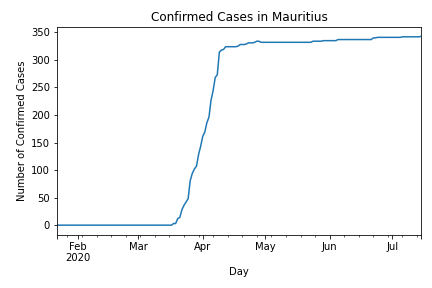 Confirmed Cases in Mauritius
350
300
250
200
150
100
50
0
Number of Confirmed Cases
Feb Mar Apr May Jun Jul
2020
Day